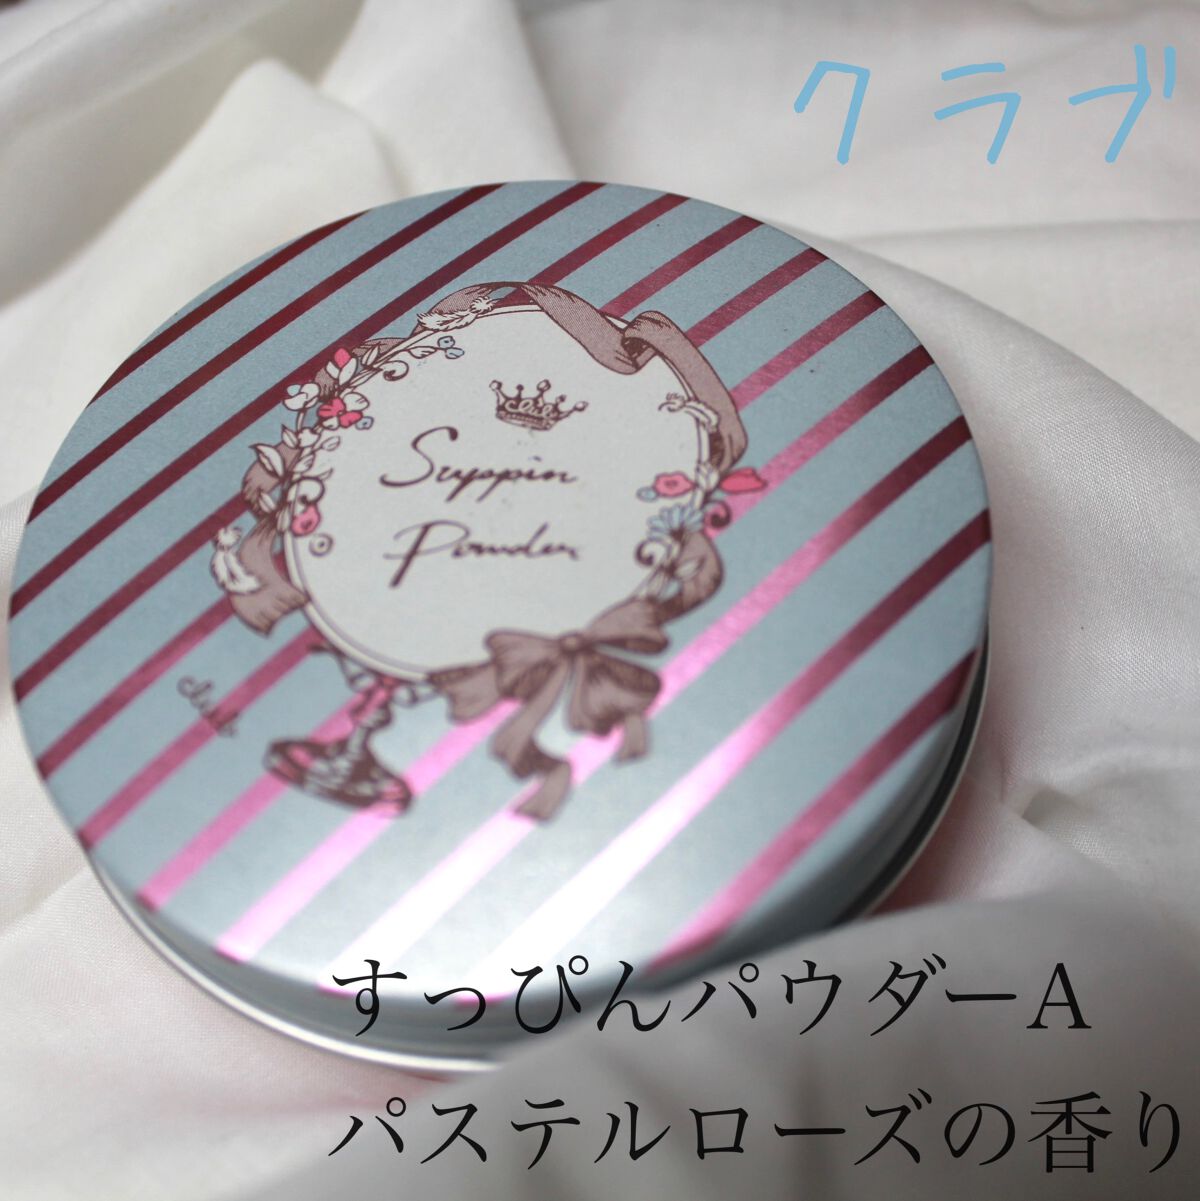 クラブ
Suppin
Powder
club
すっぴんパウダーA
パステルローズの香り